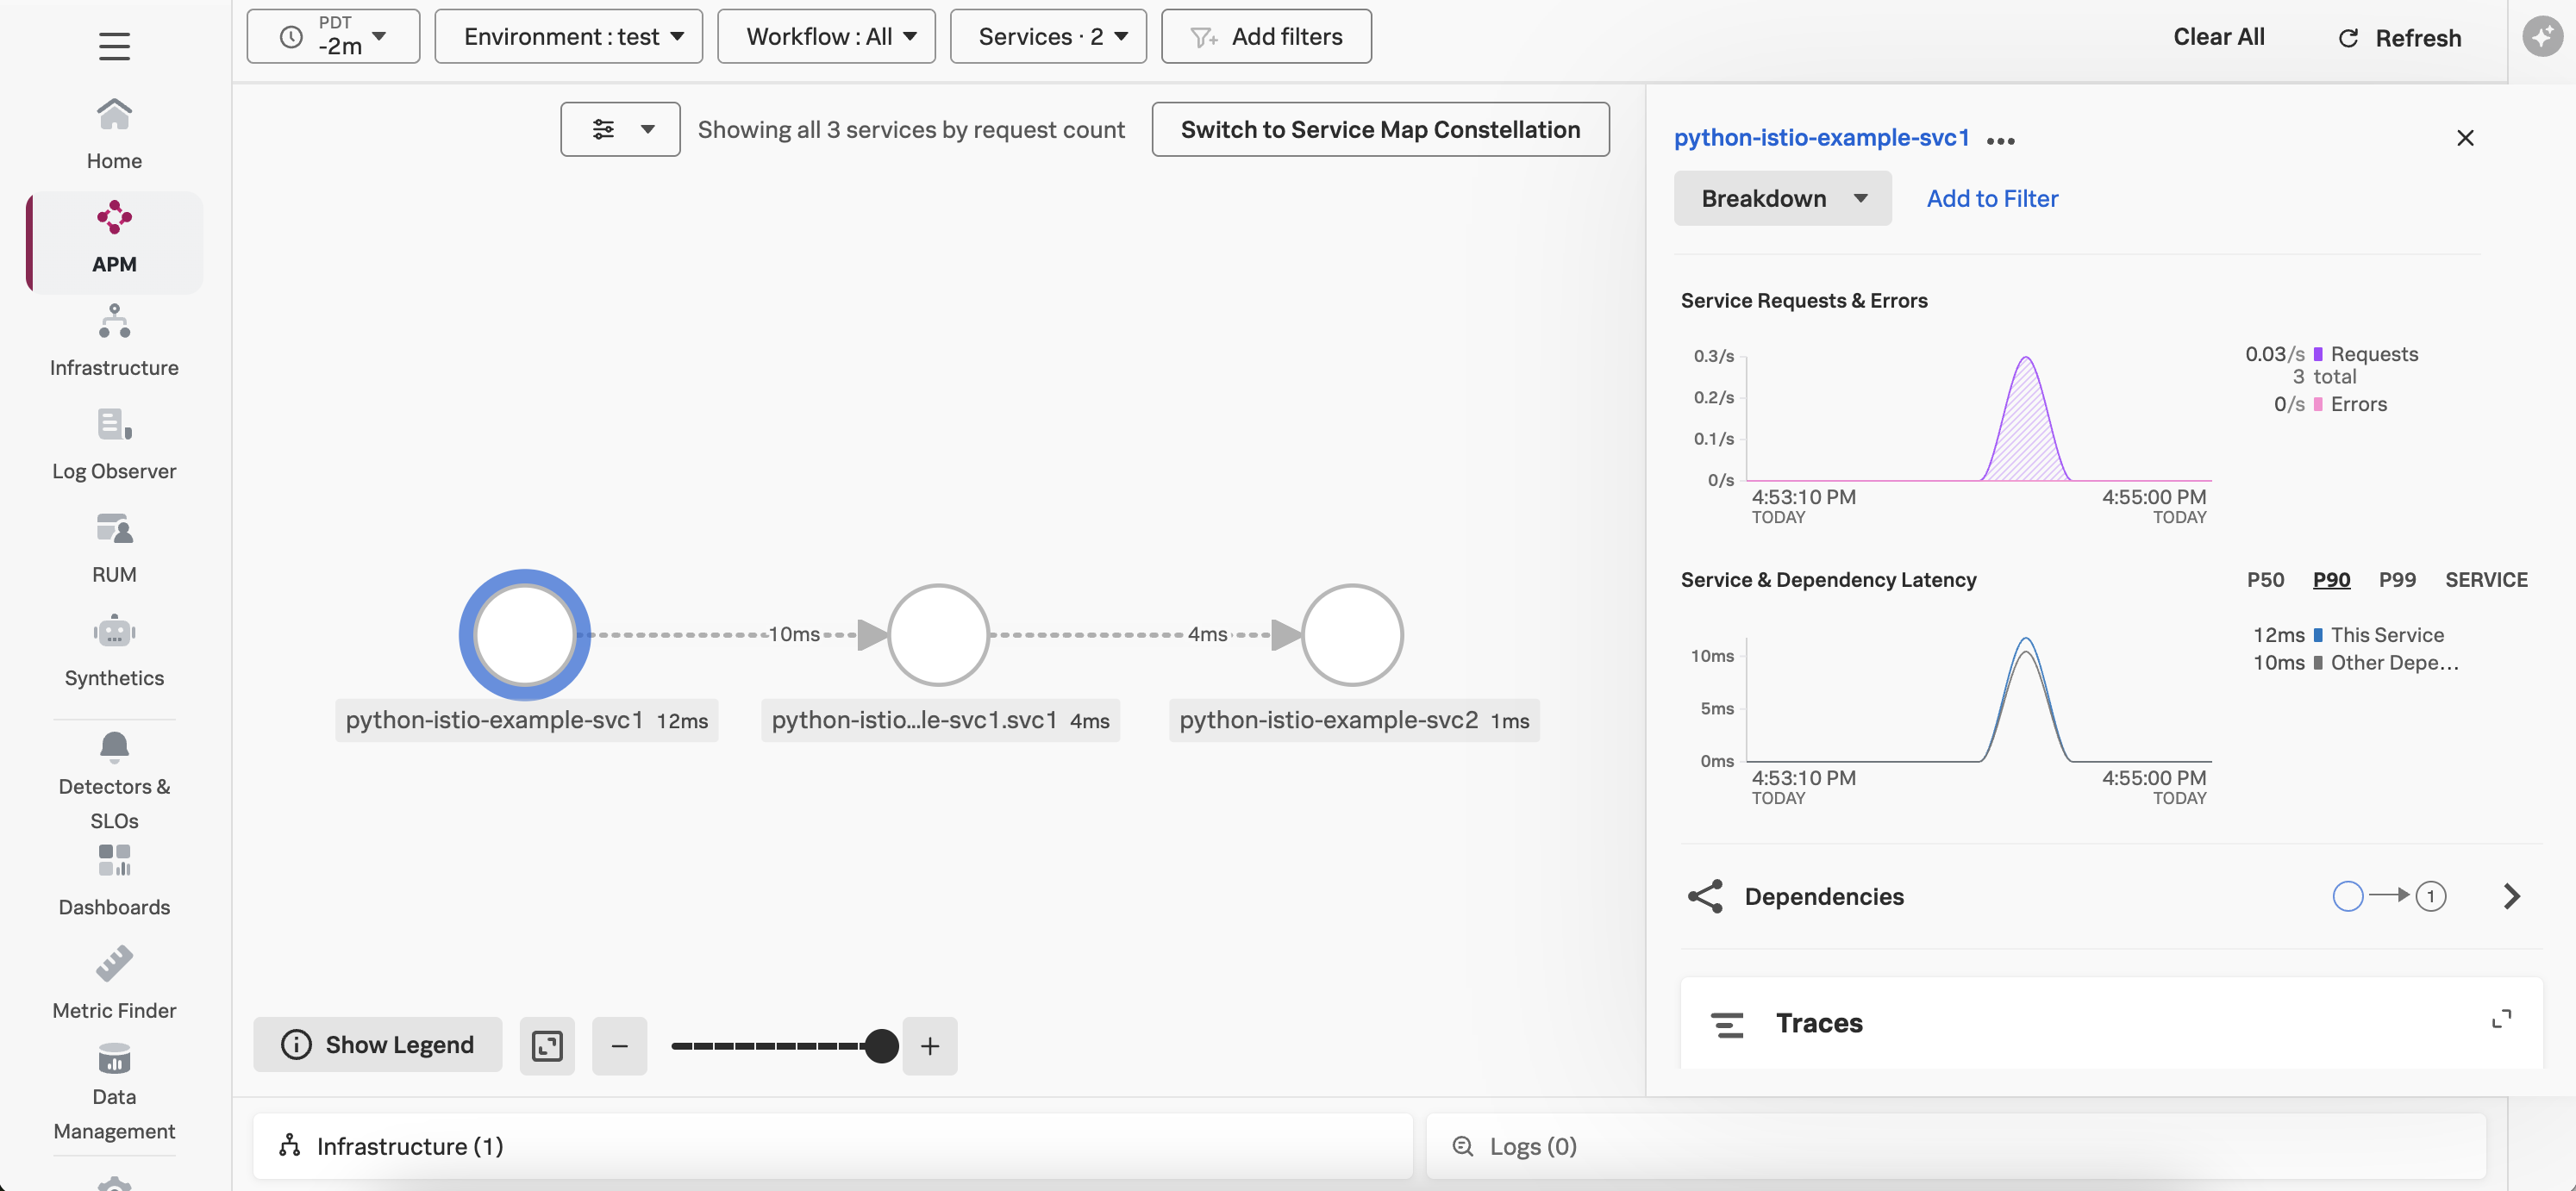 PDT
-2m
Environment : test
Workflow : All
Services · 2
Add filters
Clear All
Refresh
Home
APM
Infrastructure
Log Observer
RUM
Synthetics
Detectors &
SLOs
Dashboards
Metric Finder
Data
Management
Showing all 3 services by request count
Switch to Service Map Constellation
10ms
4ms
python-istio-example-svc1 12ms
python-istio...le-svc1.svc1 4ms
python-istio-example-svc2 1ms
Show Legend
Infrastructure (1)
Logs (0)
python-istio-example-svc1
Breakdown
Add to Filter
Service Requests & Errors
0.3/s
0.2/s
0.1/s
0/s
4:53:10 PM
TODAY
4:55:00 PM
TODAY
0.03/s Requests
3 total
0/s Errors
Service & Dependency Latency
P50 P90 P99 SERVICE
10ms
5ms
0ms
4:53:10 PM
TODAY
4:55:00 PM
TODAY
12ms This Service
10ms Other Depe...
Dependencies
1
Traces